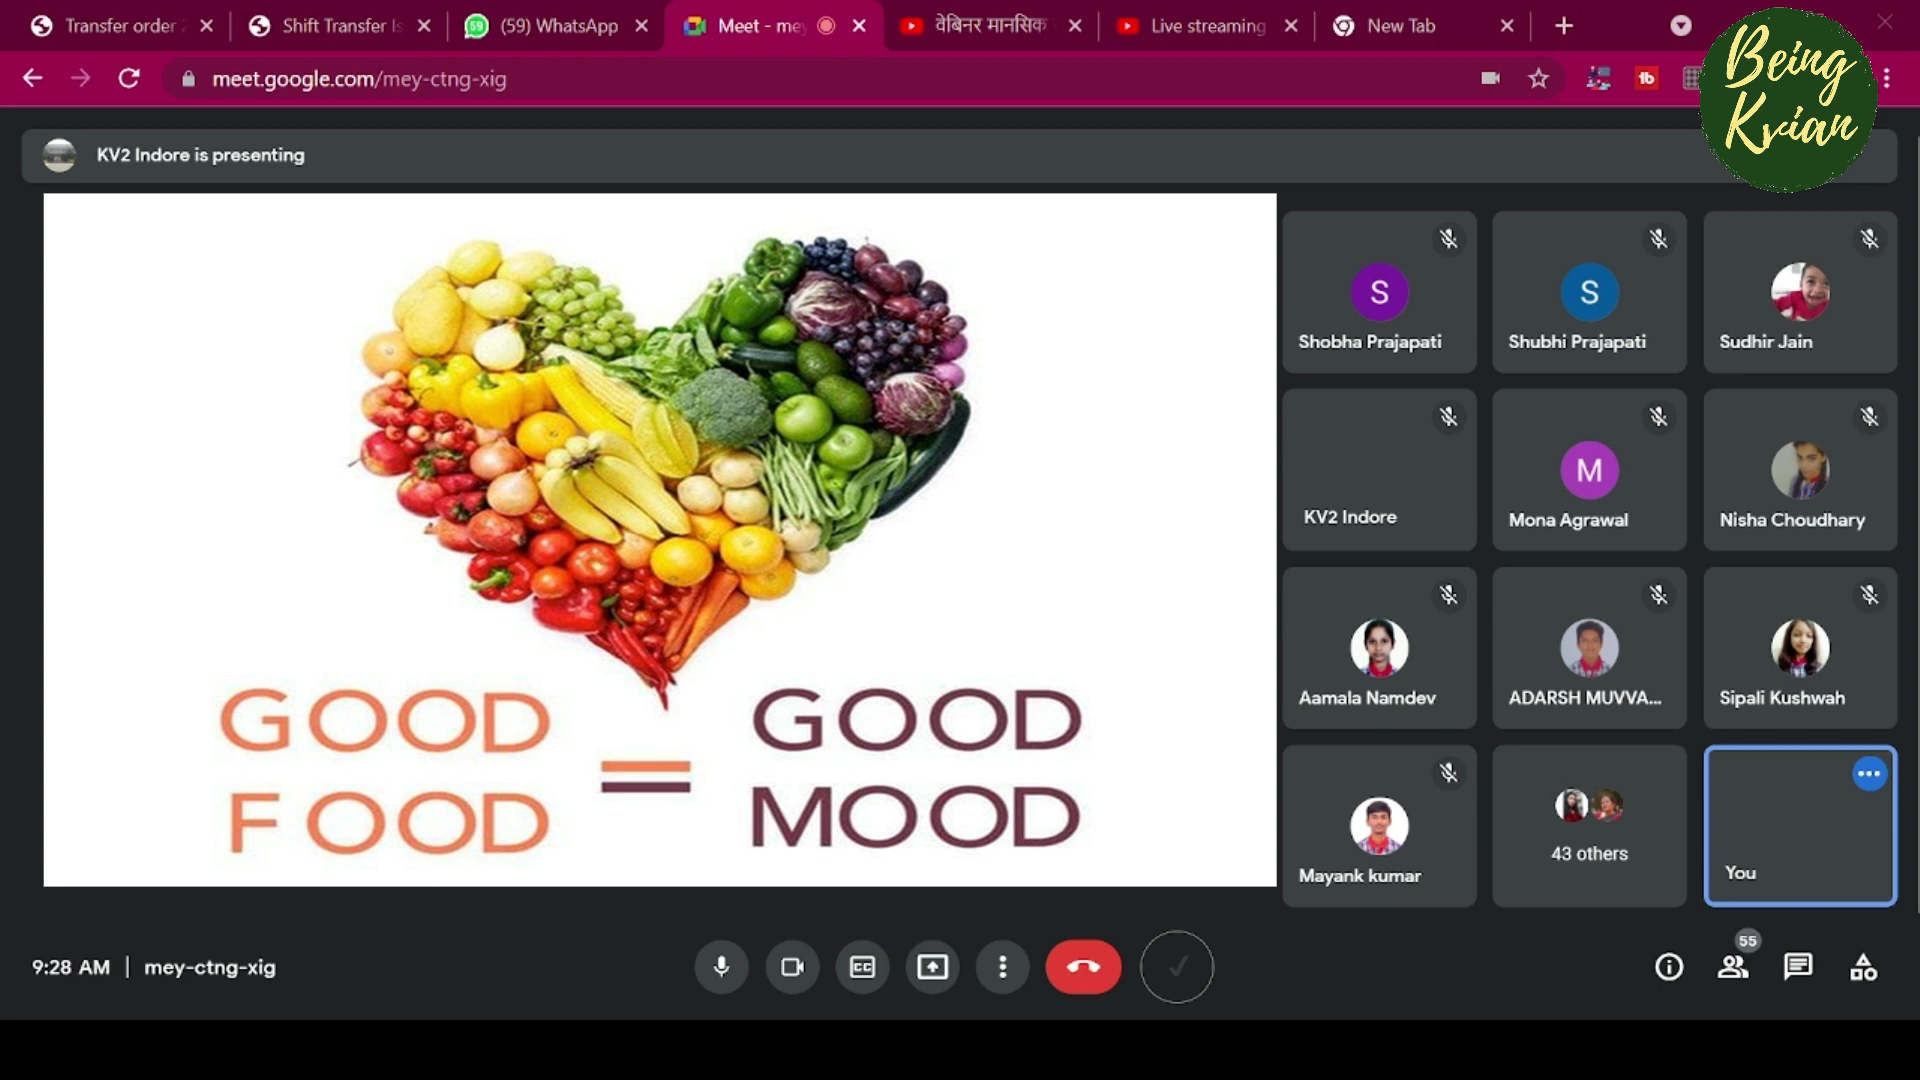 Transfer order
Shift Transfer Is
(59) WhatsApp
Meet - mey
वेबिनर मानसिक
Live streaming
New Tab
meet.google.com/mey-ctng-xig
Being
Kvian
KV2 Indore is presenting
GOOD
FOOD
=
GOOD
MOOD
S
Shobha Prajapati
S
Shubhi Prajapati
Sudhir Jain
KV2 Indore
M
Mona Agrawal
Nisha Choudhary
Aamala Namdev
ADARSH MUVVA...
Sipali Kushwah
Mayank kumar
43 others
You
9:28 AM | mey-ctng-xig
CC
55